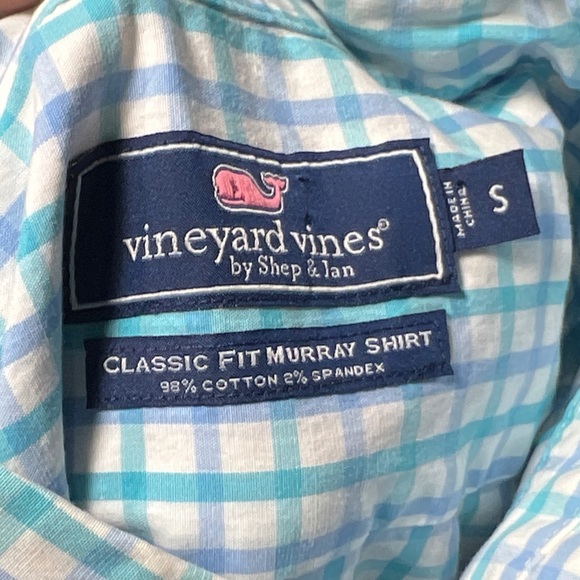 vineyard vines®
by Shep & Ian
MADE IN
CHINA
S
CLASSIC FIT MURRAY SHIRT
98% COTTON 2% SPANDEX